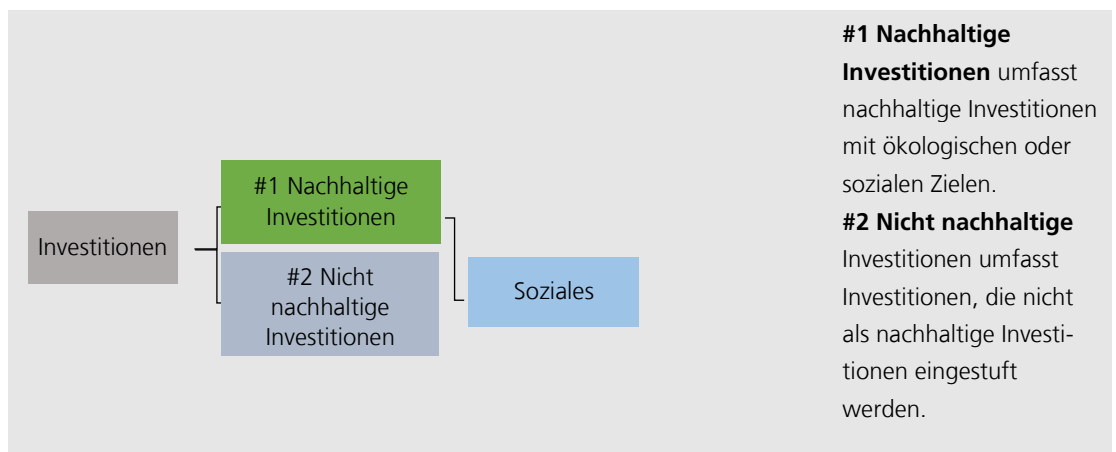 #1 Nachhaltige
Investitionen umfasst
nachhaltige Investitionen
mit ökologischen oder
sozialen Zielen.
#2 Nicht nachhaltige
Investitionen umfasst
Investitionen, die nicht
als nachhaltige Investi-
tionen eingestuft
werden.
Investitionen
#1 Nachhaltige
Investitionen
#2 Nicht
nachhaltige
Investitionen
Soziales